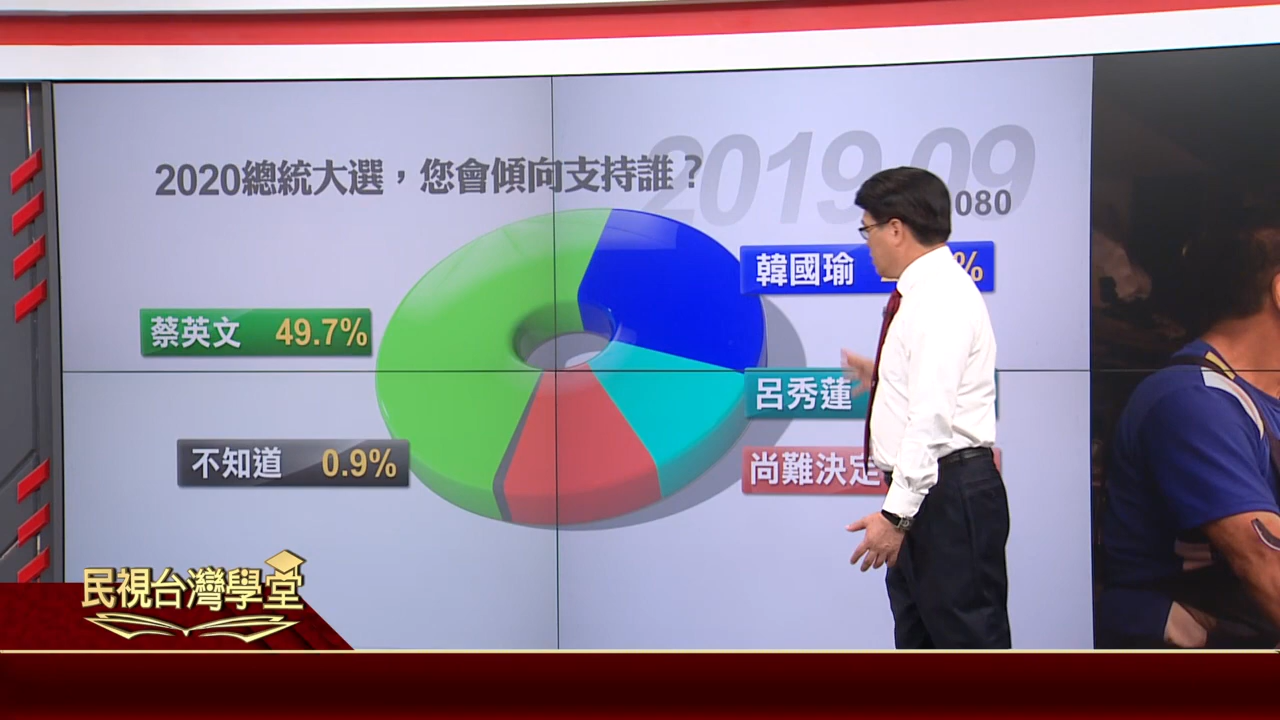 2019.09
2020總統大選，您會傾向支持誰？
080
韓國瑜 %
蔡英文 49.7%
呂秀蓮
不知道 0.9%
尚難決定
民視台灣學堂